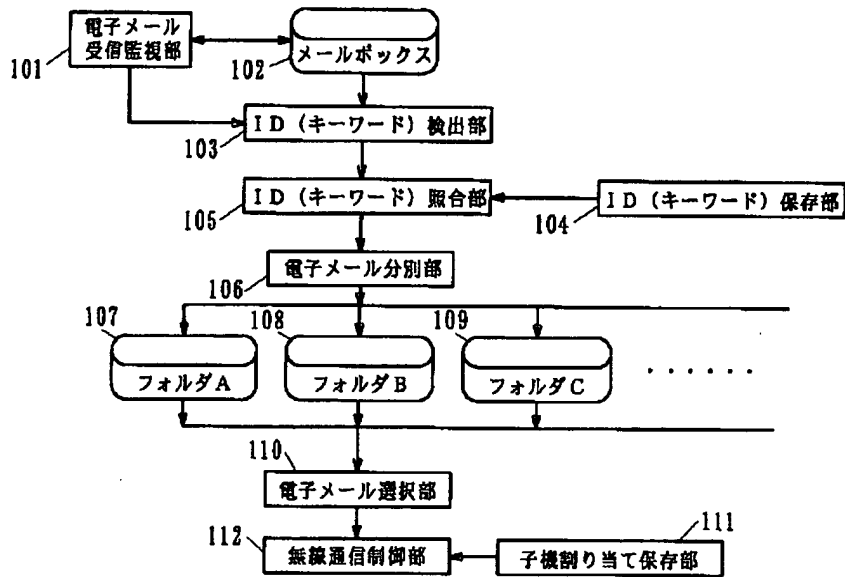 電子メール
受信監視部
101
メールボックス
102
ID（キーワード）検出部
103
ID（キーワード）照合部
105
ID（キーワード）保存部
104
電子メール分別部
106
107
108
109
フォルダA
フォルダB
フォルダC
・・・・・・
110
電子メール選択部
112
無線通信制御部
111
子機割り当て保存部